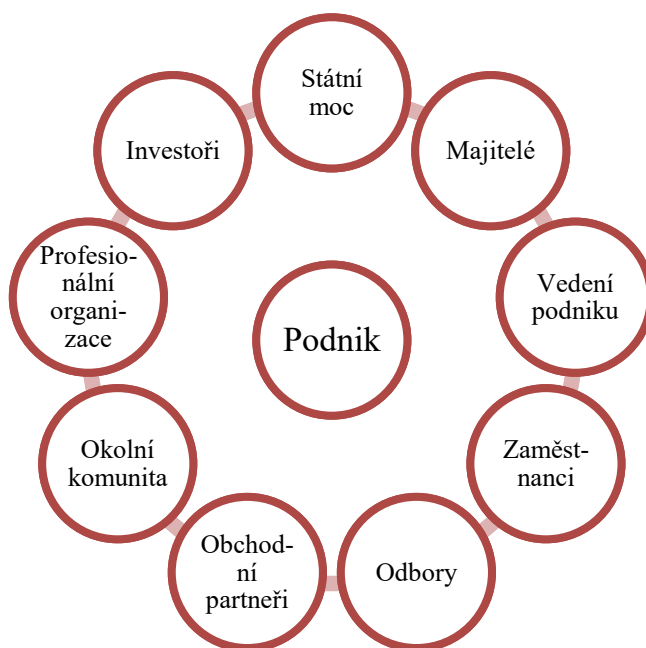 Státní
moc
Majitelé
Vedení
podniku
Zaměst-
nanci
Odbory
Obchod-
ní
partneři
Okolní
komunita
Profesio-
nální
organi-
zace
Investoři
Podnik